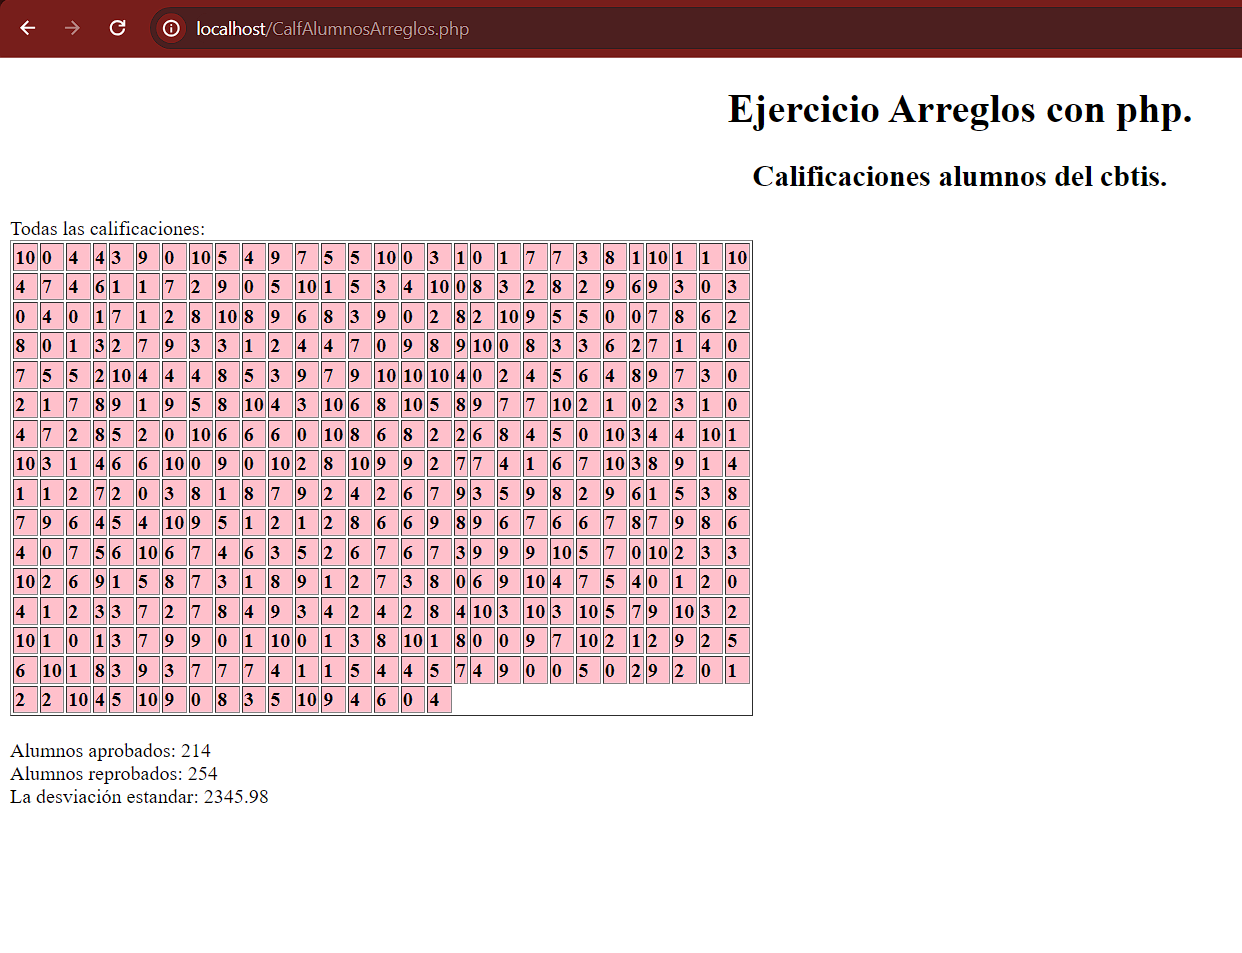 localhost/CalfAlumnosArreglos.php
Ejercicio Arreglos con php.
Calificaciones alumnos del cbtis.
Todas las calificaciones:
10 0 4 4 3 9 0 10 5 4 9 7 5 5 10 0 3 1 0 1 7 7 3 8 1 10 1 1 10
4 7 4 6 1 1 7 2 9 0 5 10 1 5 3 4 10 0 8 3 2 8 2 9 6 9 3 0 3
0 4 0 1 7 1 2 8 10 8 9 6 8 3 9 0 2 8 2 10 9 5 5 0 0 7 8 6 2
8 0 1 3 2 7 9 3 3 1 2 4 4 7 0 9 8 9 10 0 8 3 3 6 2 7 1 4 0
7 5 5 2 10 4 4 4 8 5 3 9 7 9 10 10 10 4 0 2 4 5 6 4 8 9 7 3 0
2 1 7 8 9 1 9 5 8 10 4 3 10 6 8 10 5 8 9 7 7 10 2 1 0 2 3 1 0
4 7 2 8 5 2 0 10 6 6 6 0 10 8 6 8 2 2 6 8 4 5 0 10 3 4 4 10 1
10 3 1 4 6 6 10 0 9 0 10 2 8 10 9 9 2 7 7 4 1 6 7 10 3 8 9 1 4
1 1 2 7 2 0 3 8 1 8 7 9 2 4 2 6 7 9 3 5 9 8 2 9 6 1 5 3 8
7 9 6 4 5 4 10 9 5 1 2 1 2 8 6 6 9 8 9 6 7 6 6 7 8 7 9 8 6
4 0 7 5 6 10 6 7 4 6 3 5 2 6 7 6 7 3 9 9 9 10 5 7 0 10 2 3 3
10 2 6 9 1 5 8 7 3 1 8 9 1 2 7 3 8 0 6 9 10 4 7 5 4 0 1 2 0
4 1 2 3 3 7 2 7 8 4 9 3 4 2 4 2 8 4 10 3 10 3 10 5 7 9 10 3 2
10 1 0 1 3 7 9 9 0 1 10 0 1 3 8 10 1 8 0 0 9 7 10 2 1 2 9 2 5
6 10 1 8 3 9 3 7 7 7 4 1 1 5 4 4 5 7 4 9 0 0 5 0 2 9 2 0 1
2 2 10 4 5 10 9 0 8 3 5 10 9 4 6 0 4
Alumnos aprobados: 214
Alumnos reprobados: 254
La desviación estandar: 2345.98